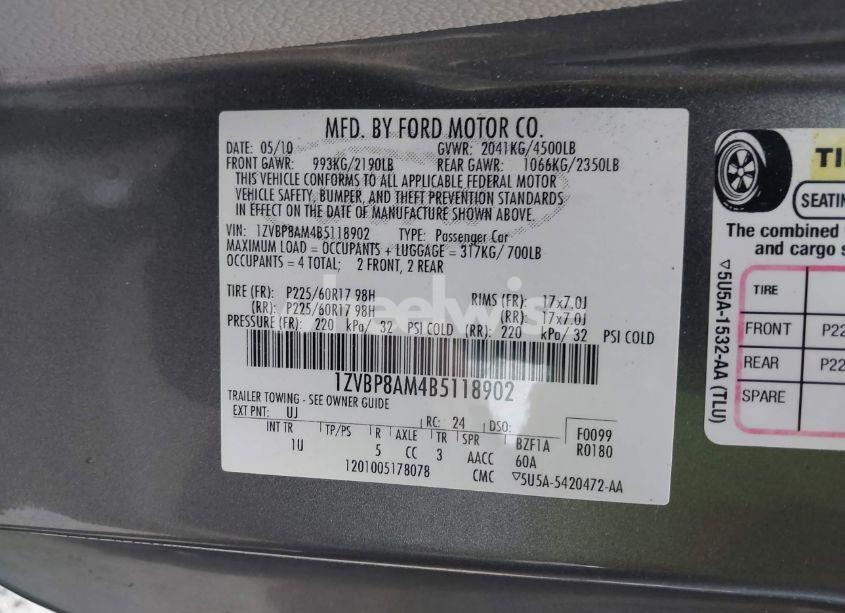 MFD. BY FORD MOTOR CO.
DATE: 05/10 GVWR: 2041KG/4500LB
FRONT GAWR: 993KG/2190LB REAR GAWR: 1066KG/2350LB
THIS VEHICLE CONFORMS TO ALL APPLICABLE FEDERAL MOTOR
VEHICLE SAFETY, BUMPER, AND THEFT PREVENTION STANDARDS
IN EFFECT ON THE DATE OF MANUFACTURE SHOWN ABOVE.
VIN: 1ZVBP8AM4B5118902 TYPE: Passenger Car
MAXIMUM LOAD = OCCUPANTS + LUGGAGE = 317KG/ 700LB
OCCUPANTS = 4 TOTAL; 2 FRONT, 2 REAR
TIRE (FR): P225/60R17 98H RIMS (FR): 17x7.0J
(RR): P225/60R17 98H (RR): 17x7.0J
PRESSURE (FR): 220 kPa/ 32 PSI COLD (RR): 220 kPa/ 32 PSI COLD
1ZVBP8AM4B5118902
TRAILER TOWING - SEE OWNER GUIDE
EXT PNT: UJ RC: 24 DSO: F0099
INT TR TP/PS R AXLE TR SPR BZF1A R0180
1U 5 CC 3 AACC 60A
1201005178078 CMC ▽5U5A-5420472-AA
TI
SEATIN
The combined
and cargo s
TIRE
FRONT P22
REAR P22
SPARE
▽5U5A-1532-AA (TLU)